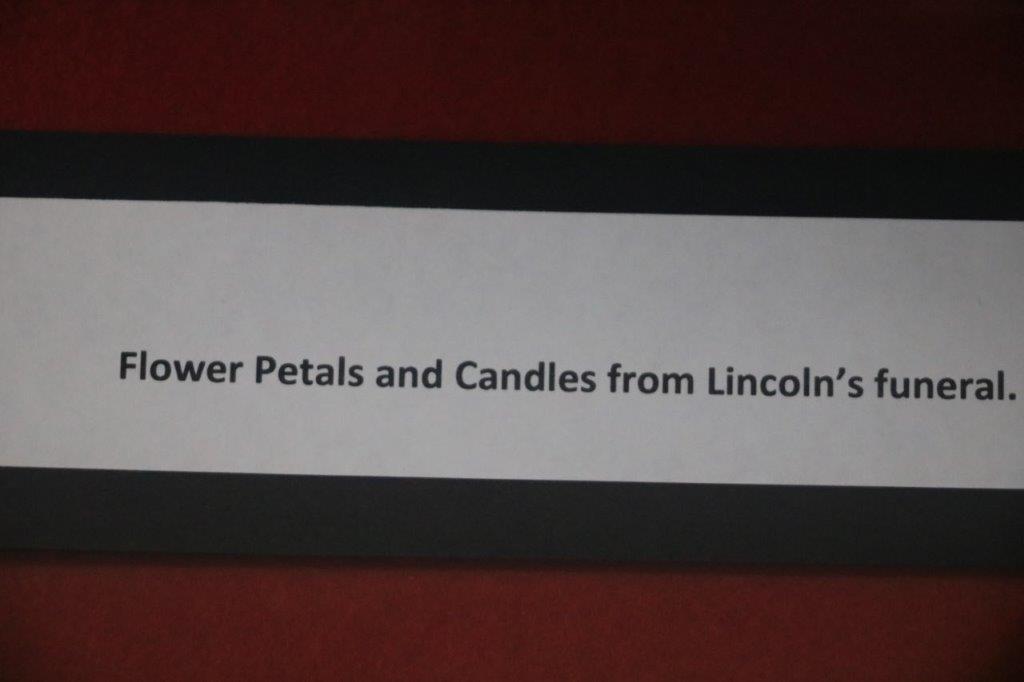 Flower Petals and Candles from Lincoln’s funeral.